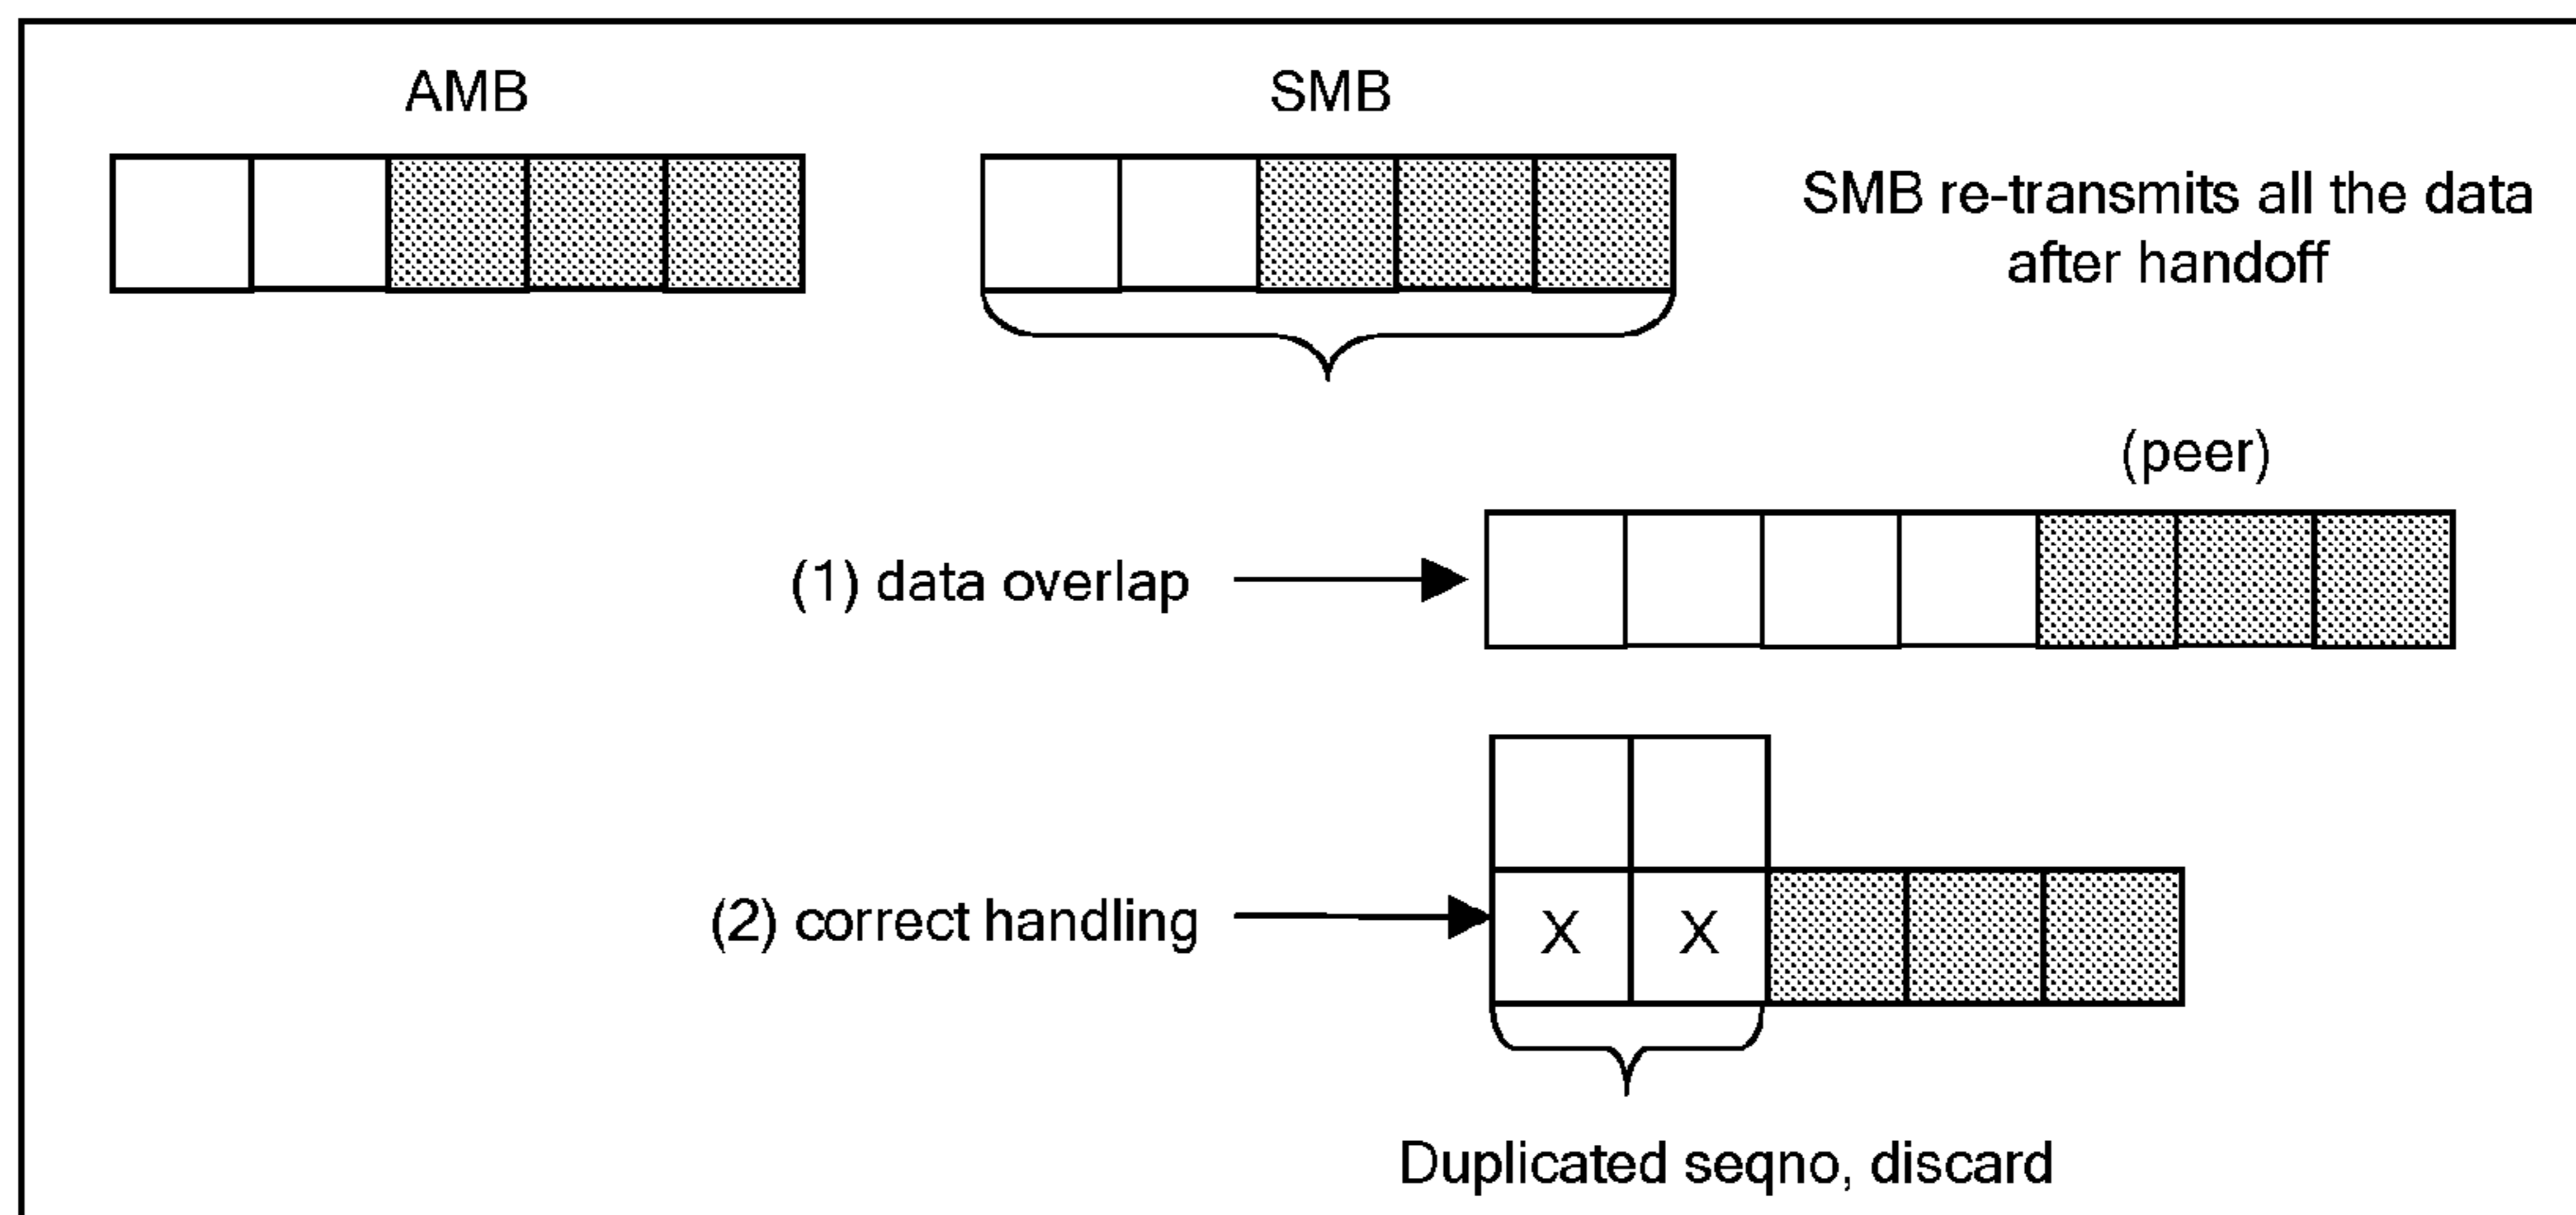 AMB
SMB
SMB re-transmits all the data
after handoff
(peer)
(1) data overlap
(2) correct handling
X X
Duplicated seqno, discard